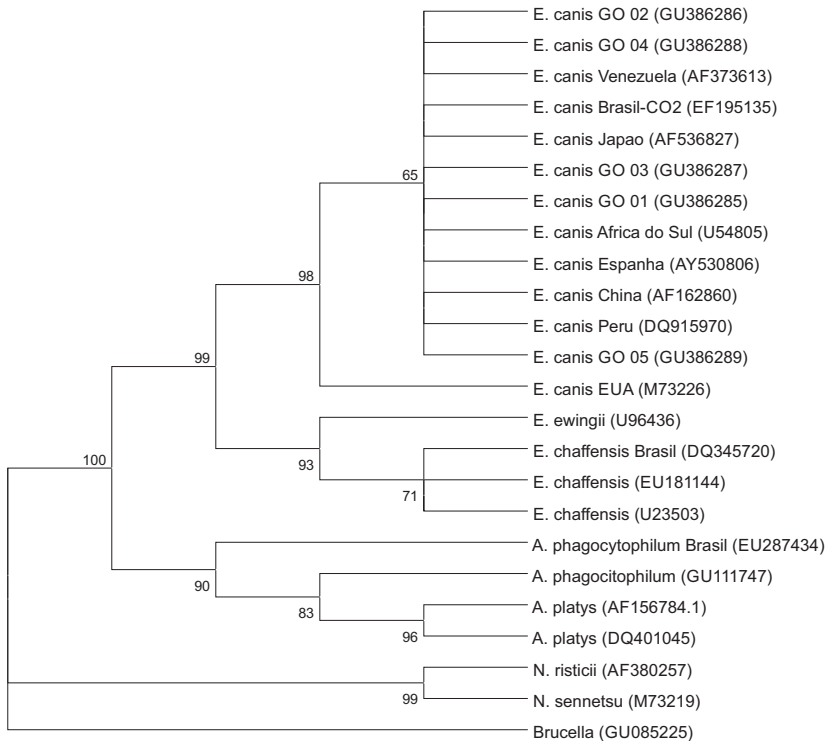 E. canis GO 02 (GU386286)
E. canis GO 04 (GU386288)
E. canis Venezuela (AF373613)
E. canis Brasil-CO2 (EF195135)
E. canis Japao (AF536827)
E. canis GO 03 (GU386287)
65
E. canis GO 01 (GU386285)
E. canis Africa do Sul (U54805)
E. canis Espanha (AY530806)
98
E. canis China (AF162860)
E. canis Peru (DQ915970)
E. canis GO 05 (GU386289)
99
E. canis EUA (M73226)
E. ewingii (U96436)
E. chaffensis Brasil (DQ345720)
100
93
E. chaffensis (EU181144)
71
E. chaffensis (U23503)
A. phagocytophilum Brasil (EU287434)
A. phagocitophilum (GU111747)
90
A. platys (AF156784.1)
83
96
A. platys (DQ401045)
N. risticii (AF380257)
99
N. sennetsu (M73219)
Brucella (GU085225)